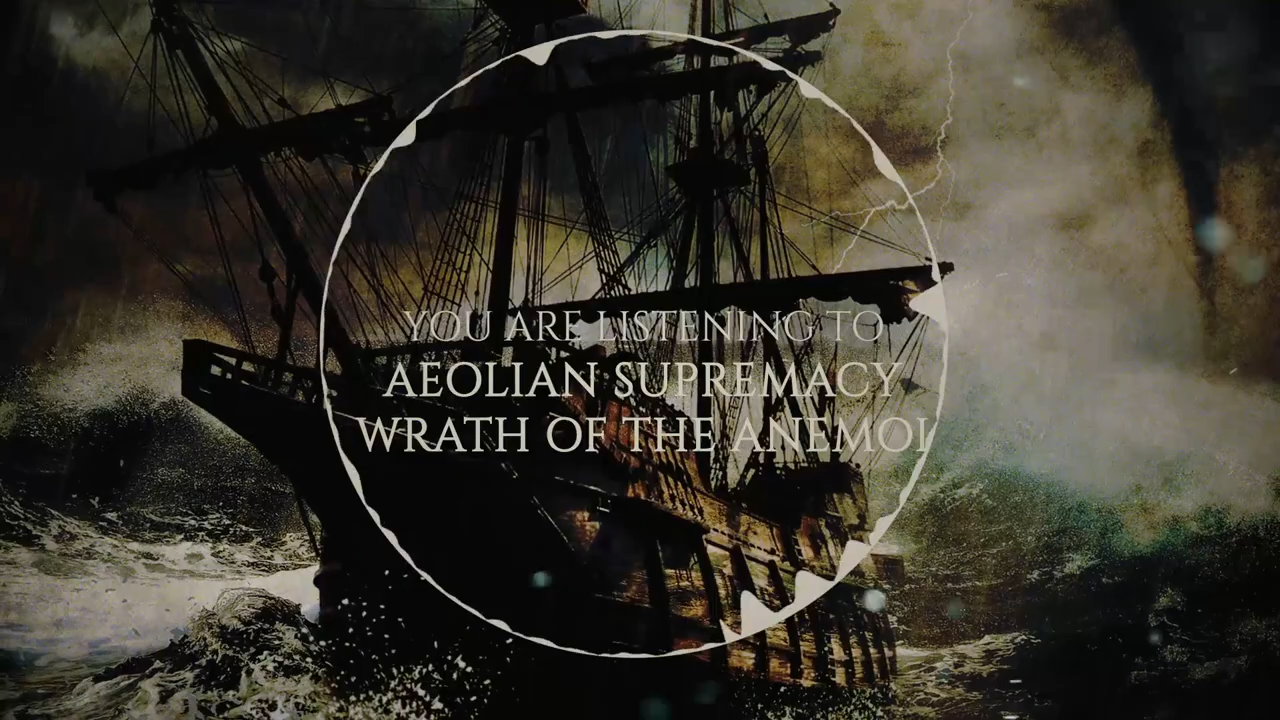 YOU ARE LISTENING TO
AEOLIAN SUPREMACY
WRATH OF THE ANEMOI